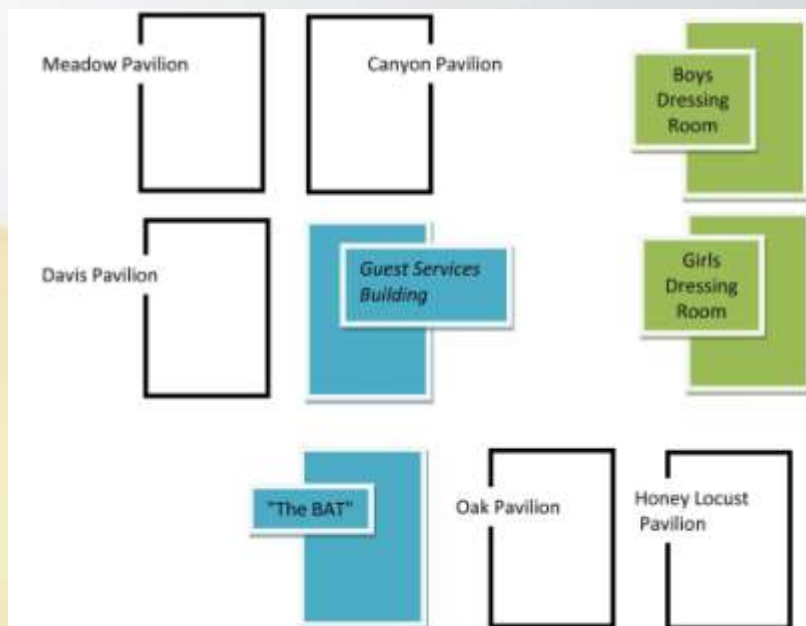 Meadow Pavilion
Canyon Pavilion
Boys
Dressing
Room
Davis Pavilion
Guest Services
Building
Girls
Dressing
Room
"The BAT"
Oak Pavilion
Honey Locust
Pavilion